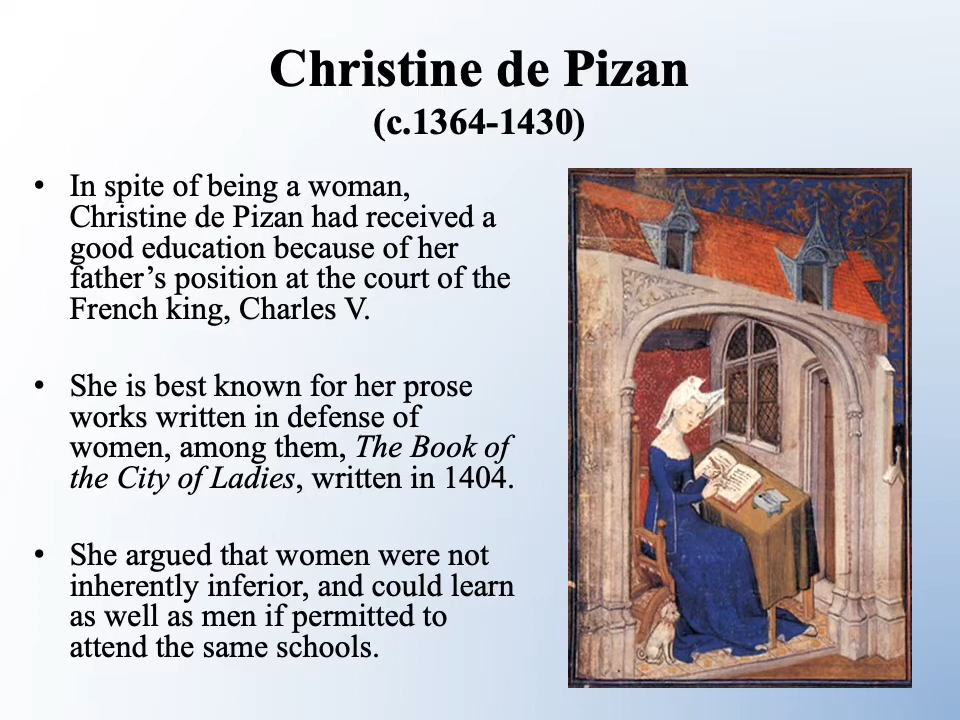 Christine de Pizan
(c.1364-1430)
• In spite of being a woman,
Christine de Pizan had received a
good education because of her
father’s position at the court of the
French king, Charles V.
• She is best known for her prose
works written in defense of
women, among them, The Book of
the City of Ladies, written in 1404.
• She argued that women were not
inherently inferior, and could learn
as well as men if permitted to
attend the same schools.